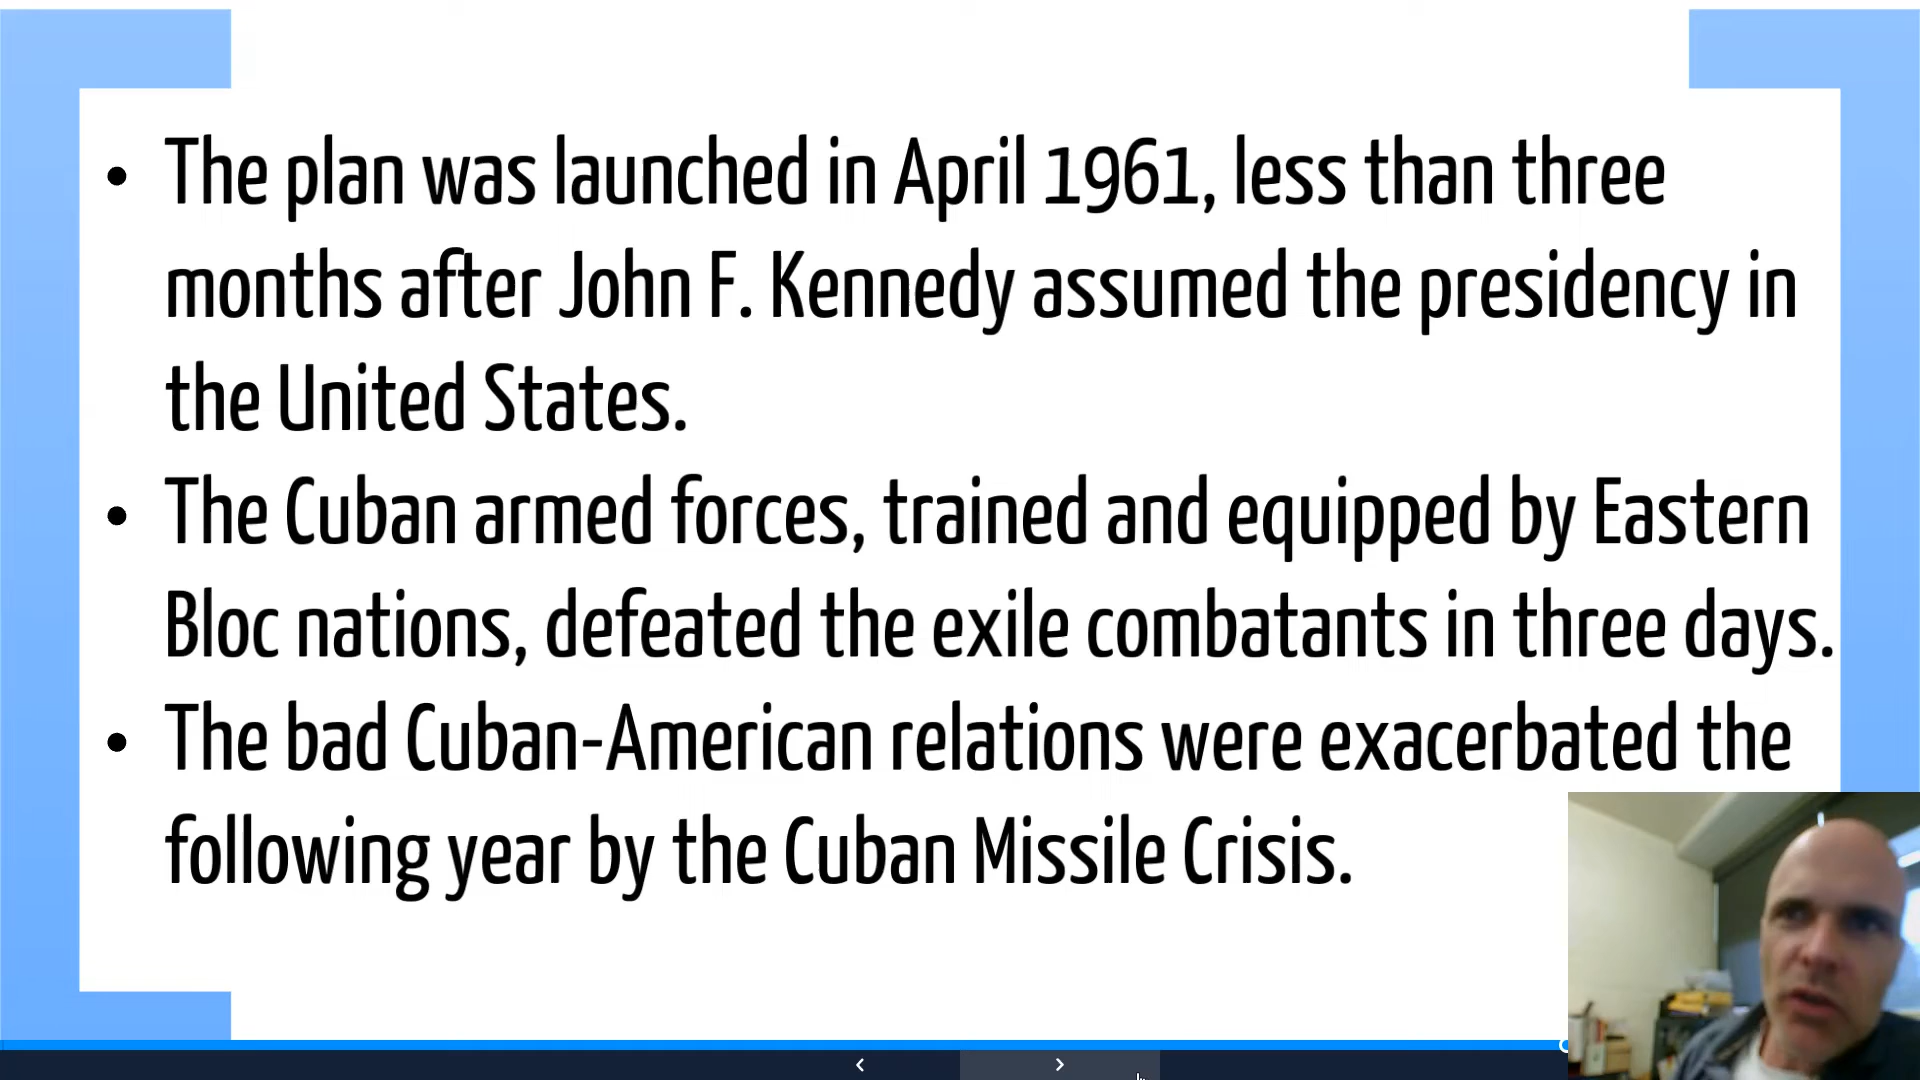 • The plan was launched in April 1961, less than three
months after John F. Kennedy assumed the presidency in
the United States.
• The Cuban armed forces, trained and equipped by Eastern
Bloc nations, defeated the exile combatants in three days.
• The bad Cuban-American relations were exacerbated the
following year by the Cuban Missile Crisis.